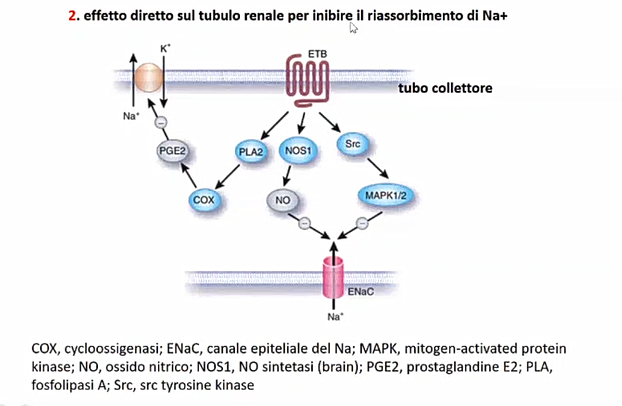 2. effetto diretto sul tubulo renale per inibire il riassorbimento di Na+
K+
ETB
tubo collettore
Na+
PGE2
PLA2
NOS1
Src
COX
NO
MAPK1/2
ENaC
Na+
COX, cycloossigenasi; ENaC, canale epiteliale del Na; MAPK, mitogen-activated protein
kinase; NO, ossido nitrico; NOS1, NO sintetasi (brain); PGE2, prostaglandine E2; PLA,
fosfolipasi A; Src, src tyrosine kinase